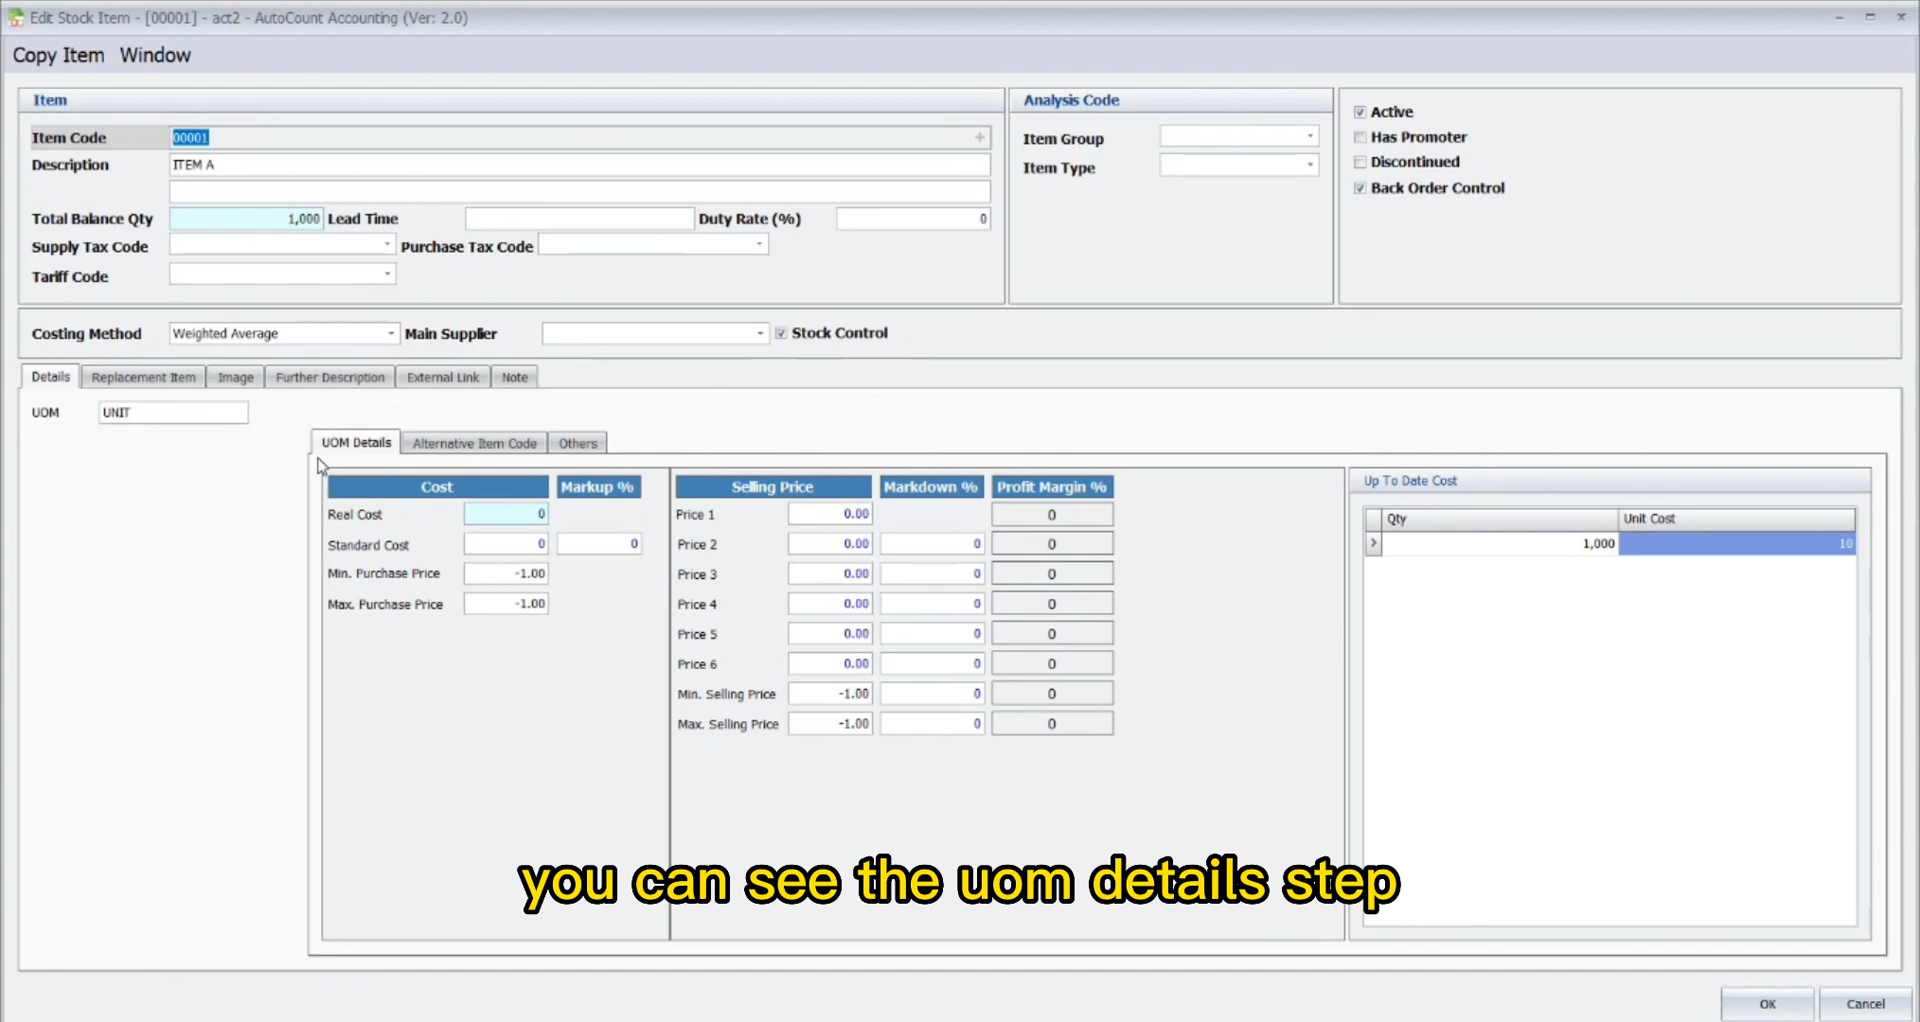 Edit Stock Item - [00001] - act2 - AutoCount Accounting (Ver: 2.0)
Copy Item Window
Item
Item Code 00001
Description ITEM A
Total Balance Qty 1,000 Lead Time Duty Rate (%) 0
Supply Tax Code Purchase Tax Code
Tariff Code
Analysis Code
Item Group
Item Type
Active
Has Promoter
Discontinued
Back Order Control
Costing Method Weighted Average Main Supplier Stock Control
Details Replacement Item Image Further Description External Link Note
UOM UNIT
UOM Details Alternative Item Code Others
Cost Markup %
Real Cost 0
Standard Cost 0 0
Min. Purchase Price -1.00
Max. Purchase Price -1.00
Selling Price Markdown % Profit Margin %
Price 1 0.00 0
Price 2 0.00 0 0
Price 3 0.00 0 0
Price 4 0.00 0 0
Price 5 0.00 0 0
Price 6 0.00 0 0
Min. Selling Price -1.00 0 0
Max. Selling Price -1.00 0 0
Up To Date Cost
Qty Unit Cost
1,000 10
you can see the uom details step
OK Cancel